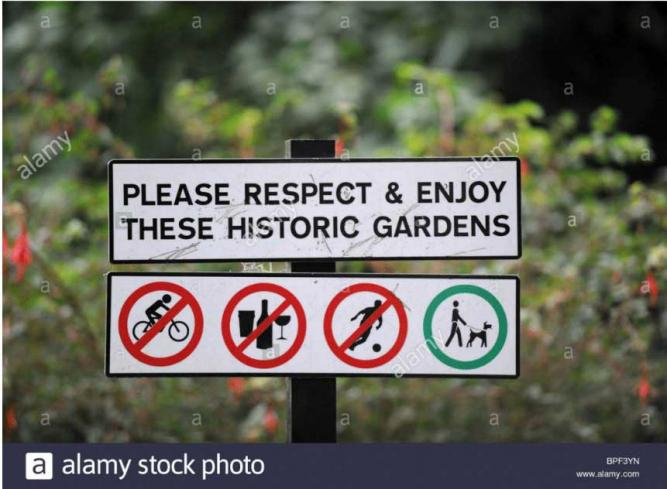 PLEASE RESPECT & ENJOY
THESE HISTORIC GARDENS
alamy stock photo
BPF3YN
www.alamy.com